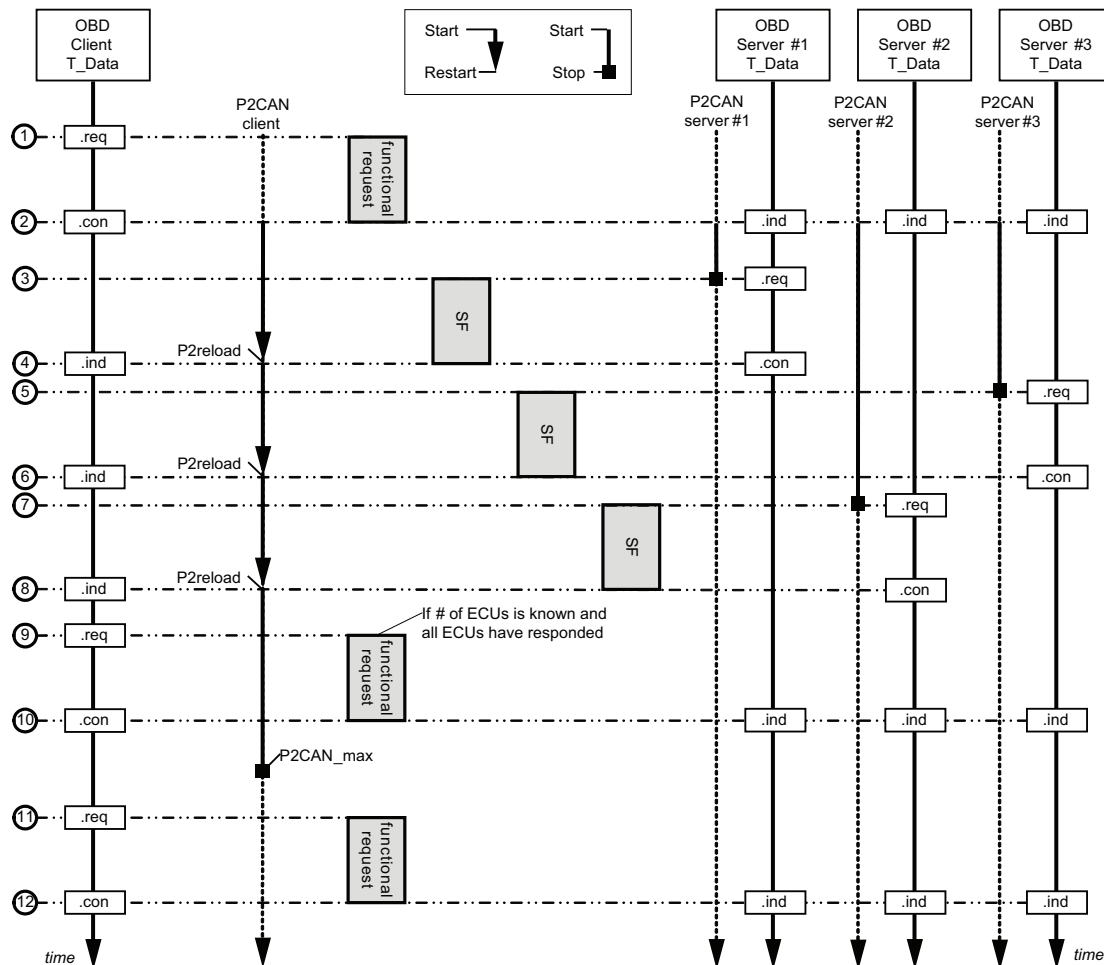 OBD
Client
T_Data
Start
Restart
Start
Stop
OBD
Server #1
T_Data
OBD
Server #2
T_Data
OBD
Server #3
T_Data
P2CAN
client
P2CAN
server #1
P2CAN
server #2
P2CAN
server #3
1
.req
functional
request
2
.con
.ind
.ind
.ind
3
.req
SF
P2reload
4
.ind
.con
5
.req
SF
P2reload
6
.ind
.con
7
.req
SF
P2reload
8
.ind
.con
If # of ECUs is known and
all ECUs have responded
9
.req
functional
request
10
.con
.ind
.ind
.ind
P2CAN_max
11
.req
functional
request
12
.con
.ind
.ind
.ind
time
time